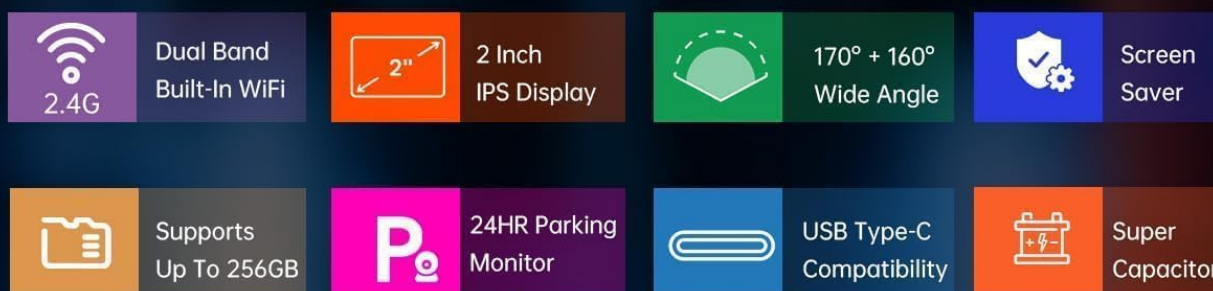 2.4G
Dual Band
Built-In WiFi
2"
2 Inch
IPS Display
170° + 160°
Wide Angle
Screen
Saver
Supports
Up To 256GB
P
24HR Parking
Monitor
USB Type-C
Compatibility
+ -
Super
Capacitor